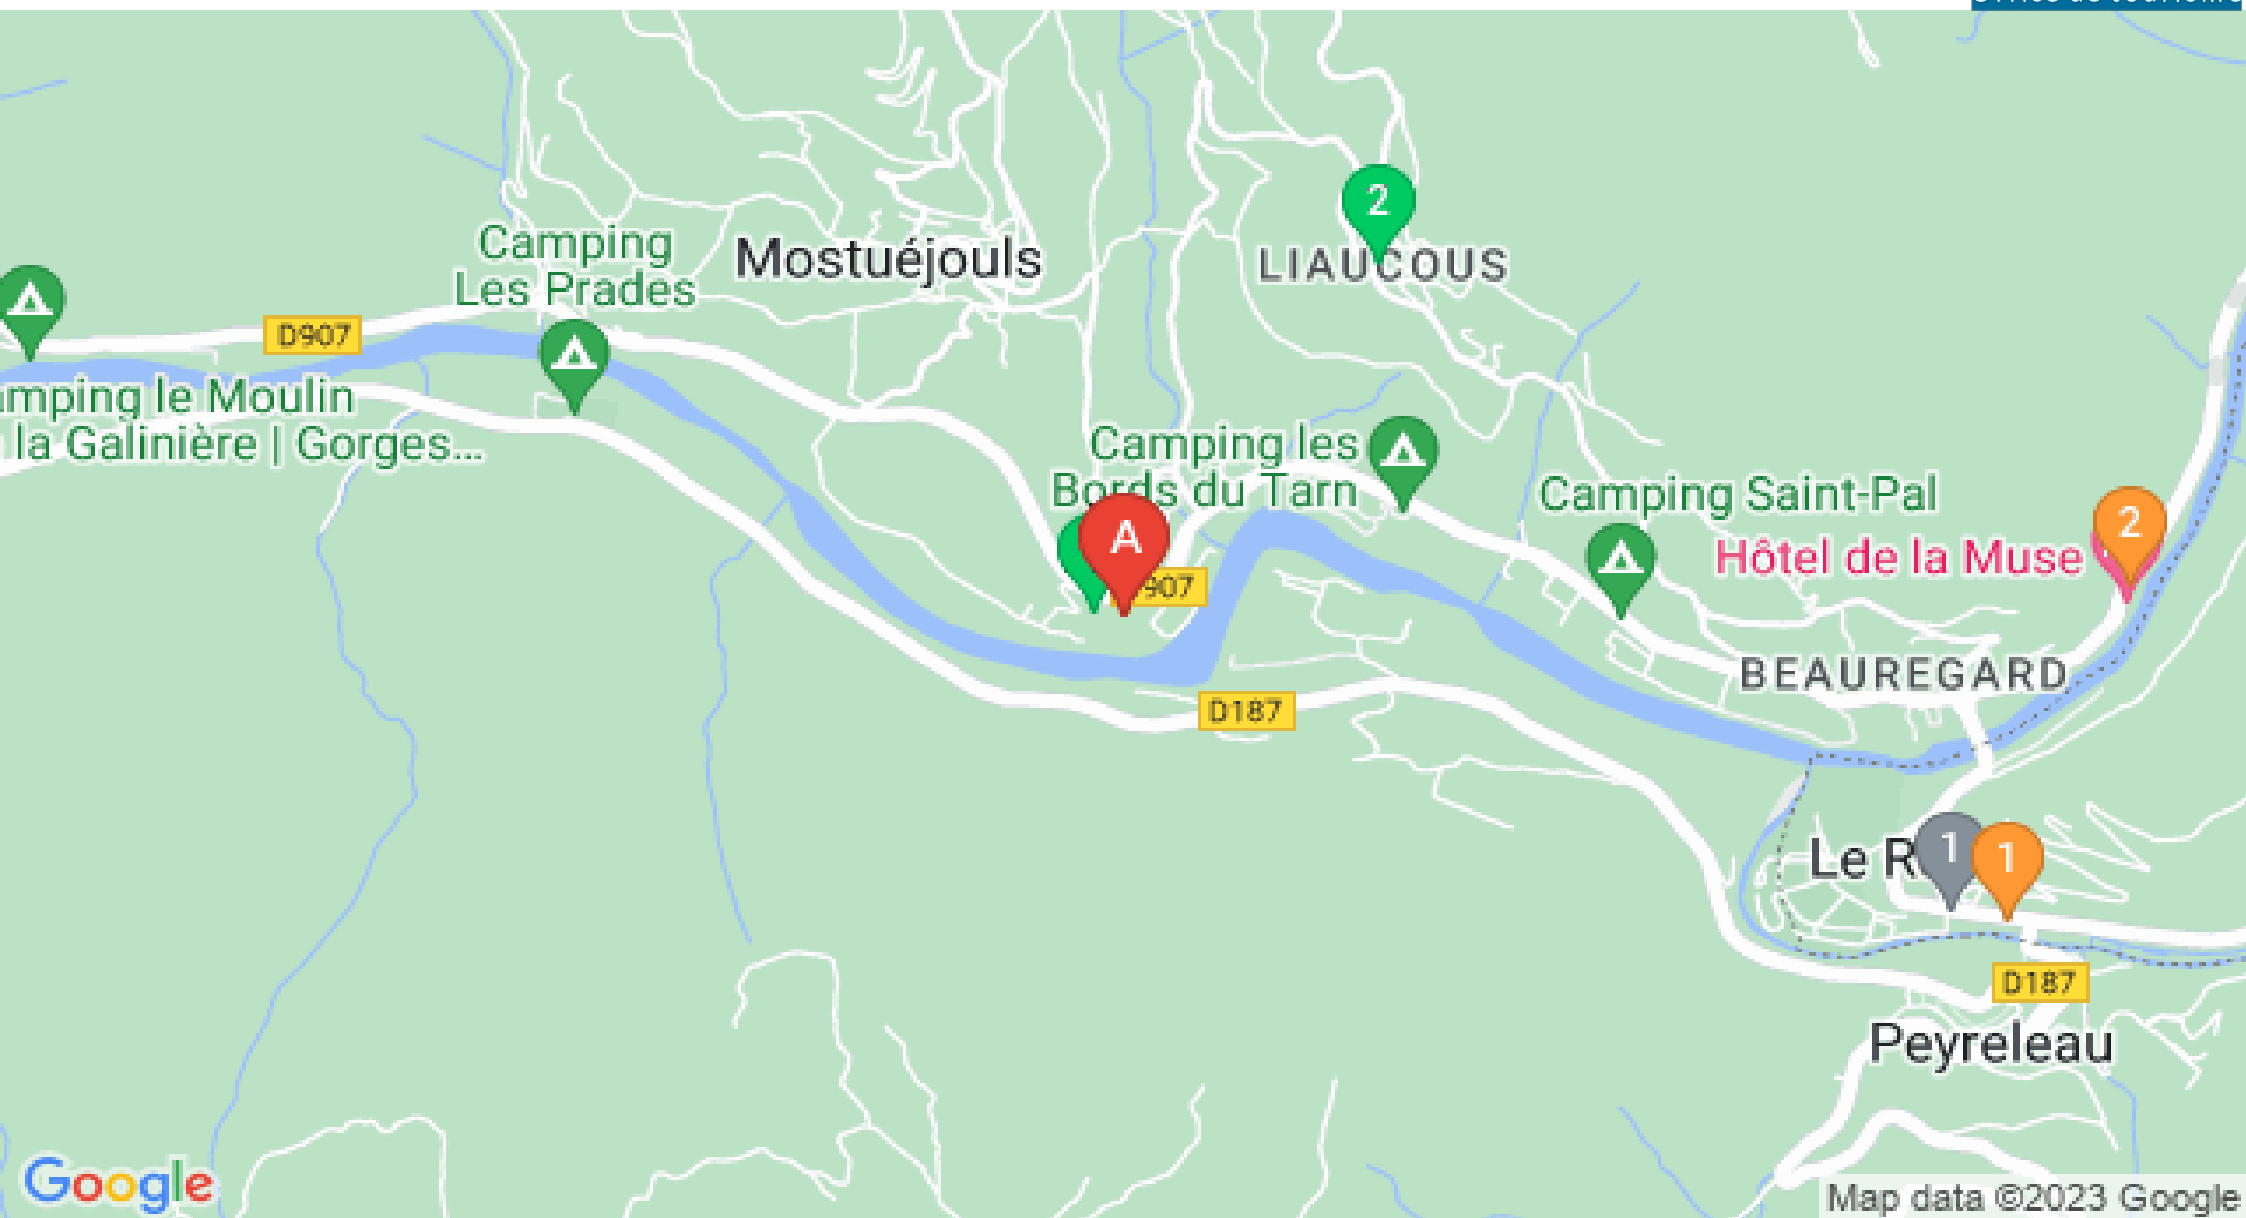 Camping
Les Prades
Mostuéjouls
2
LIAUCOUS
D907
amping le Moulin
la Galinière | Gorges...
Camping les
Bords du Tarn
Camping Saint-Pal
A
907
2
Hôtel de la Muse
BEAUREGARD
D187
Le R
1
1
D187
Peyreleau
Google
Map data ©2023 Google